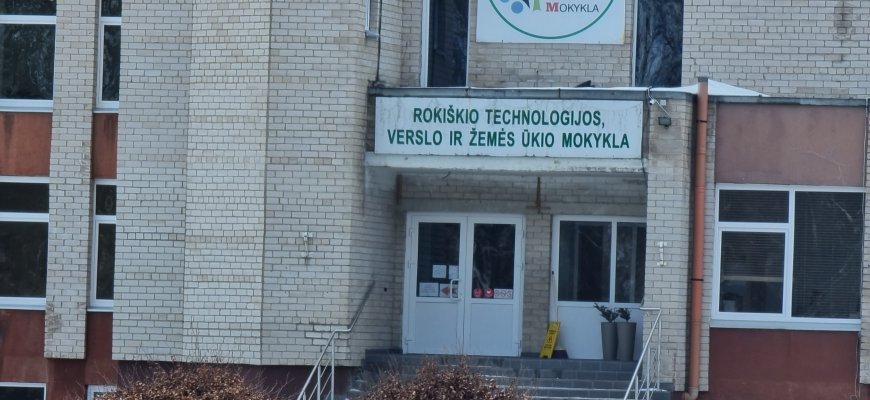 MOKYKLA
ROKIŠKIO TECHNOLOGIJOS,
VERSLO IR ŽEMĖS ŪKIO MOKYKLA